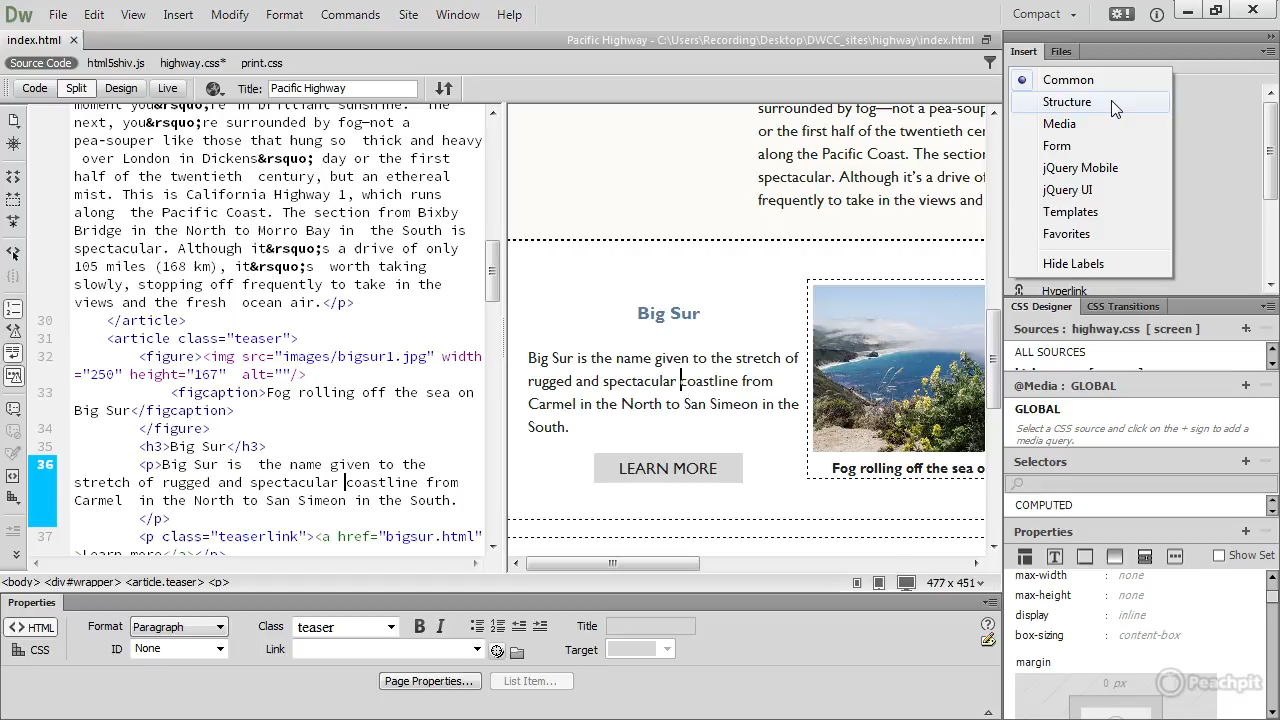 Dw File Edit View Insert Modify Format Commands Site Window Help Compact
index.html Pacific Highway - C:\Users\Recording\Desktop\DWCC_sites\highway\index.html
Source Code html5shiv.js highway.css* print.css
Code Split Design Live Title: Pacific Highway
moment you&rsquo;re in brilliant sunshine. The
next, you&rsquo;re surrounded by fog—not a
pea-souper like those that hung so thick and heavy
over London in Dickens&rsquo; day or the first
half of the twentieth century, but an ethereal
mist. This is California Highway 1, which runs
along the Pacific Coast. The section from Bixby
Bridge in the North to Morro Bay in the South is
spectacular. Although it&rsquo;s a drive of only
105 miles (168 km), it&rsquo;s worth taking
slowly, stopping off frequently to take in the
views and the fresh ocean air.</p>
30 </article>
31 <article class="teaser">
32 <figure><img src="images/bigsur1.jpg" width
="250" height="167" alt=""/>
33 <figcaption>Fog rolling off the sea on
Big Sur</figcaption>
34 </figure>
35 <h3>Big Sur</h3>
36 <p>Big Sur is the name given to the
stretch of rugged and spectacular coastline from
Carmel in the North to San Simeon in the South.
</p>
37 <p class="teaserlink"><a href="bigsur.html"
>Learn more</a></p>
surrounded by fog—not a pea-souper
or the first half of the twentieth centur
along the Pacific Coast. The section from
spectacular. Although it's a drive of only
frequently to take in the views and
Big Sur
Big Sur is the name given to the stretch of
rugged and spectacular coastline from
Carmel in the North to San Simeon in the
South.
LEARN MORE
Fog rolling off the sea o
Insert Files
Common
Structure
Media
Form
jQuery Mobile
jQuery UI
Templates
Favorites
Hide Labels
Hyperlink
CSS Designer CSS Transitions
Sources : highway.css [ screen ]
ALL SOURCES
@Media : GLOBAL
GLOBAL
Select a CSS source and click on the + sign to add a
media query.
Selectors
COMPUTED
Properties
Show Set
max-width : none
max-height : none
display : inline
box-sizing : content-box
margin
0 px
Peachpit
<body> <div#wrapper> <article.teaser> <p> 477 x 451
Properties
HTML Format Paragraph Class teaser B I Title
CSS ID None Link Target
Page Properties... List Item...